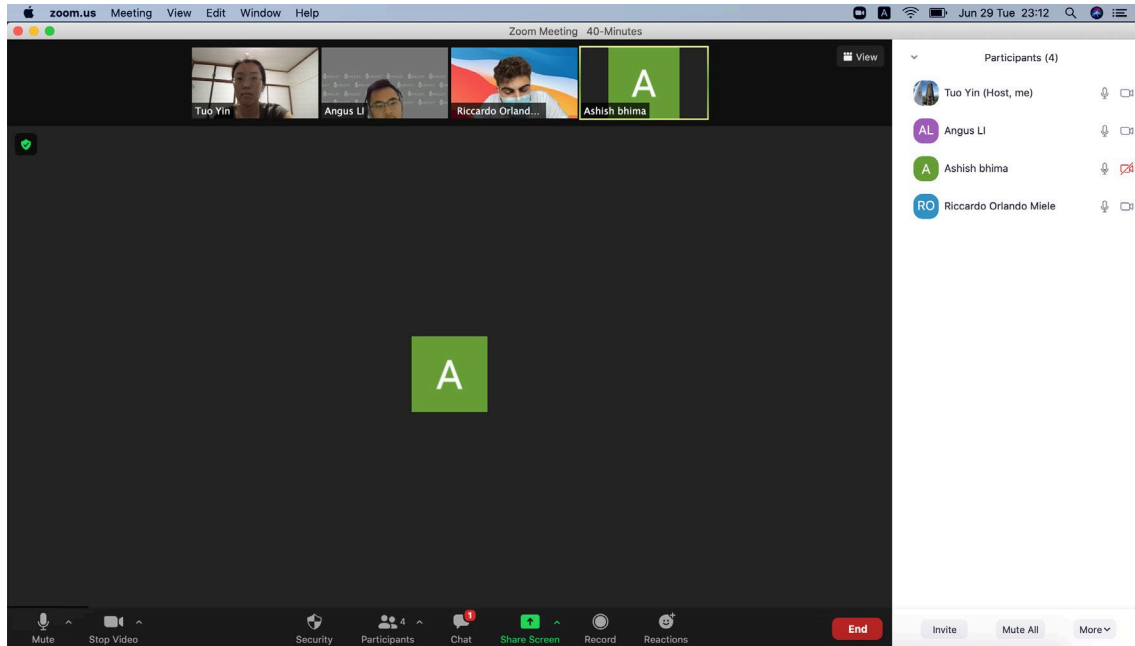 zoom.us Meeting View Edit Window Help
A Jun 29 Tue 23:12
Zoom Meeting 40-Minutes
View
A
Tuo Yin
Angus LI
Riccardo Orland...
Ashish bhima
A
Participants (4)
Tuo Yin (Host, me)
AL Angus LI
A Ashish bhima
RO Riccardo Orlando Miele
Mute
Stop Video
Security
4
Participants
1
Chat
Share Screen
Record
Reactions
End
Invite
Mute All
More